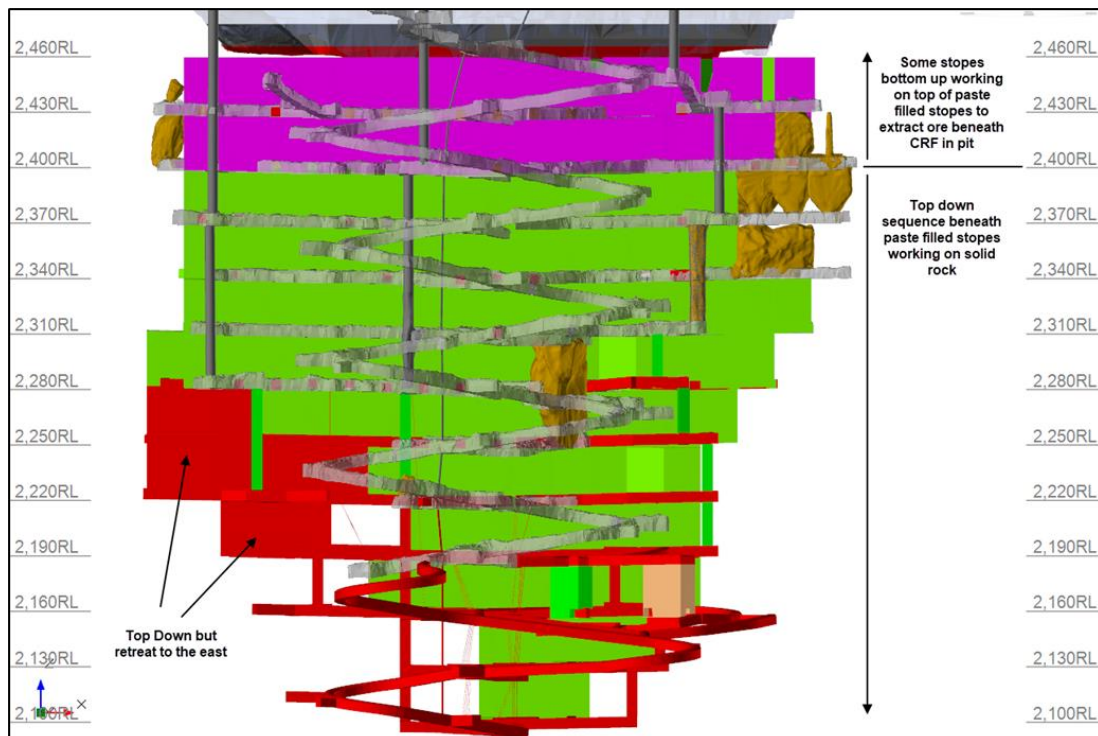 2,460RL
2,430RL
2,400RL
2,370RL
2,340RL
2,310RL
2,280RL
2,250RL
2,220RL
2,190RL
2,160RL
2,130RL
2,100RL
Top Down but
retreat to the east
X
Some stopes
bottom up working
on top of paste
filled stopes to
extract ore beneath
CRF in pit
Top down
sequence beneath
paste filled stopes
working on solid
rock
2,460RL
2,430RL
2,400RL
2,370RL
2,340RL
2,310RL
2,280RL
2,250RL
2,220RL
2,190RL
2,160RL
2,130RL
2,100RL